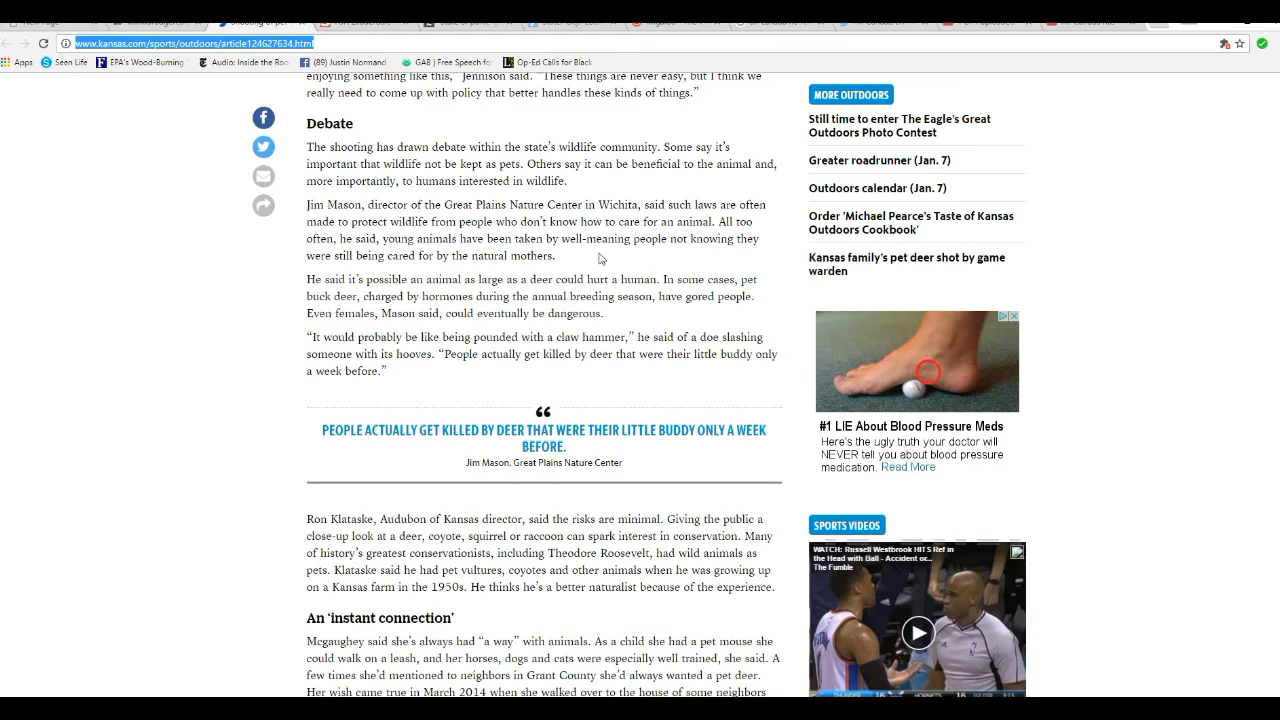 www.kansas.com/sports/outdoors/article124627634.html
Apps
Seen Life
EPA's Wood-Burning
Audio: Inside the Roo
(89) Justin Normand
GAB | Free Speech fo
Op-Ed Calls for Black
enjoying something like this,” Jennison said. “These things are never easy, but I think we
really need to come up with policy that better handles these kinds of things.”
Debate
The shooting has drawn debate within the state’s wildlife community. Some say it’s
important that wildlife not be kept as pets. Others say it can be beneficial to the animal and,
more importantly, to humans interested in wildlife.
Jim Mason, director of the Great Plains Nature Center in Wichita, said such laws are often
made to protect wildlife from people who don’t know how to care for an animal. All too
often, he said, young animals have been taken by well-meaning people not knowing they
were still being cared for by the natural mothers.
He said it’s possible an animal as large as a deer could hurt a human. In some cases, pet
buck deer, charged by hormones during the annual breeding season, have gored people.
Even females, Mason said, could eventually be dangerous.
“It would probably be like being pounded with a claw hammer,” he said of a doe slashing
someone with its hooves. “People actually get killed by deer that were their little buddy only
a week before.”
“
PEOPLE ACTUALLY GET KILLED BY DEER THAT WERE THEIR LITTLE BUDDY ONLY A WEEK
BEFORE.
Jim Mason, Great Plains Nature Center
Ron Klataske, Audubon of Kansas director, said the risks are minimal. Giving the public a
close-up look at a deer, coyote, squirrel or raccoon can spark interest in conservation. Many
of history’s greatest conservationists, including Theodore Roosevelt, had wild animals as
pets. Klataske said he had pet vultures, coyotes and other animals when he was growing up
on a Kansas farm in the 1950s. He thinks he’s a better naturalist because of the experience.
An ‘instant connection’
Mcgaughey said she’s always had “a way” with animals. As a child she had a pet mouse she
could walk on a leash, and her horses, dogs and cats were especially well trained, she said. A
few times she’d mentioned to neighbors in Grant County she’d always wanted a pet deer.
Her wish came true in March 2014 when she walked over to the house of some neighbors
MORE OUTDOORS
Still time to enter The Eagle’s Great
Outdoors Photo Contest
Greater roadrunner (Jan. 7)
Outdoors calendar (Jan. 7)
Order ‘Michael Pearce’s Taste of Kansas
Outdoors Cookbook’
Kansas family’s pet deer shot by game
warden
#1 LIE About Blood Pressure Meds
Here's the ugly truth your doctor will
NEVER tell you about blood pressure
medication. Read More
SPORTS VIDEOS
WATCH: Russell Westbrook HITS Ref in
the Head with Ball - Accident or...
The Fumble